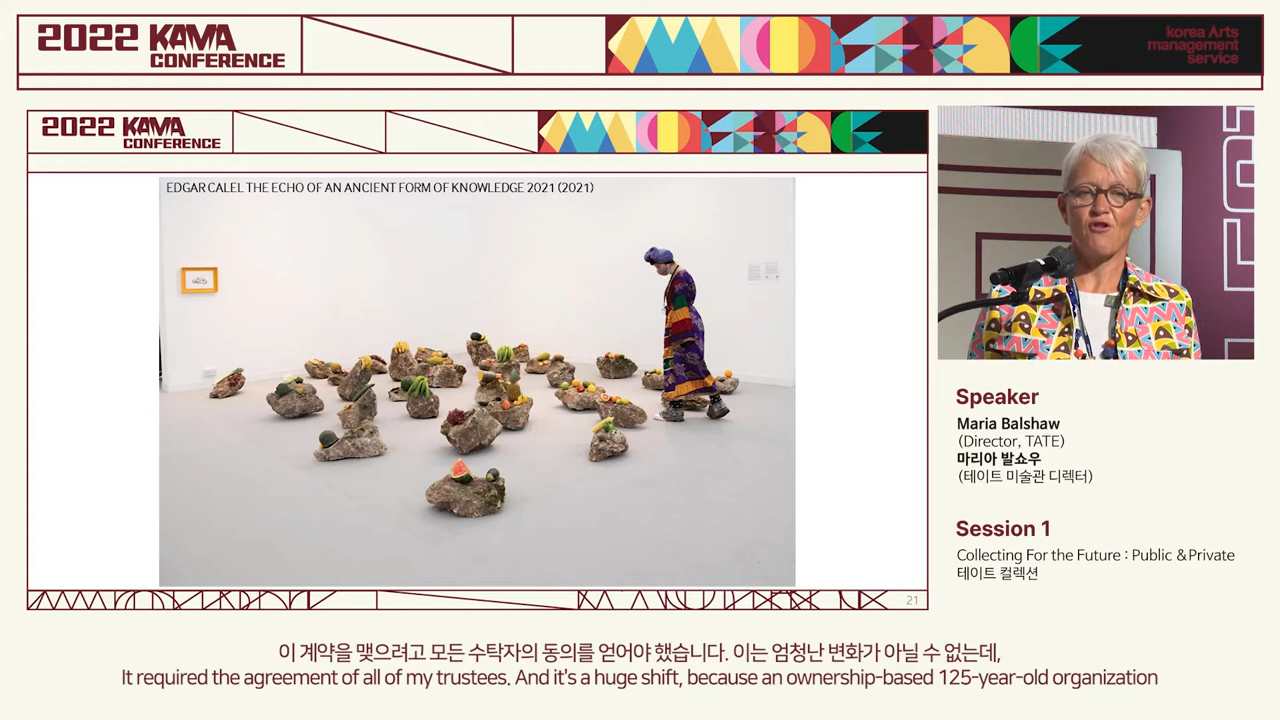 2022 KAMA
CONFERENCE
korea Arts
management
service
2022 KAMA
CONFERENCE
EDGAR CALEL THE ECHO OF AN ANCIENT FORM OF KNOWLEDGE 2021 (2021)
21
Speaker
Maria Balshaw
(Director, TATE)
마리아 발쇼우
(테이트 미술관 디렉터)
Session 1
Collecting For the Future : Public & Private
테이트 컬렉션
이 계약을 맺으려고 모든 수탁자의 동의를 얻어야 했습니다. 이는 엄청난 변화가 아닐 수 없는데,
It required the agreement of all of my trustees. And it's a huge shift, because an ownership-based 125-year-old organization